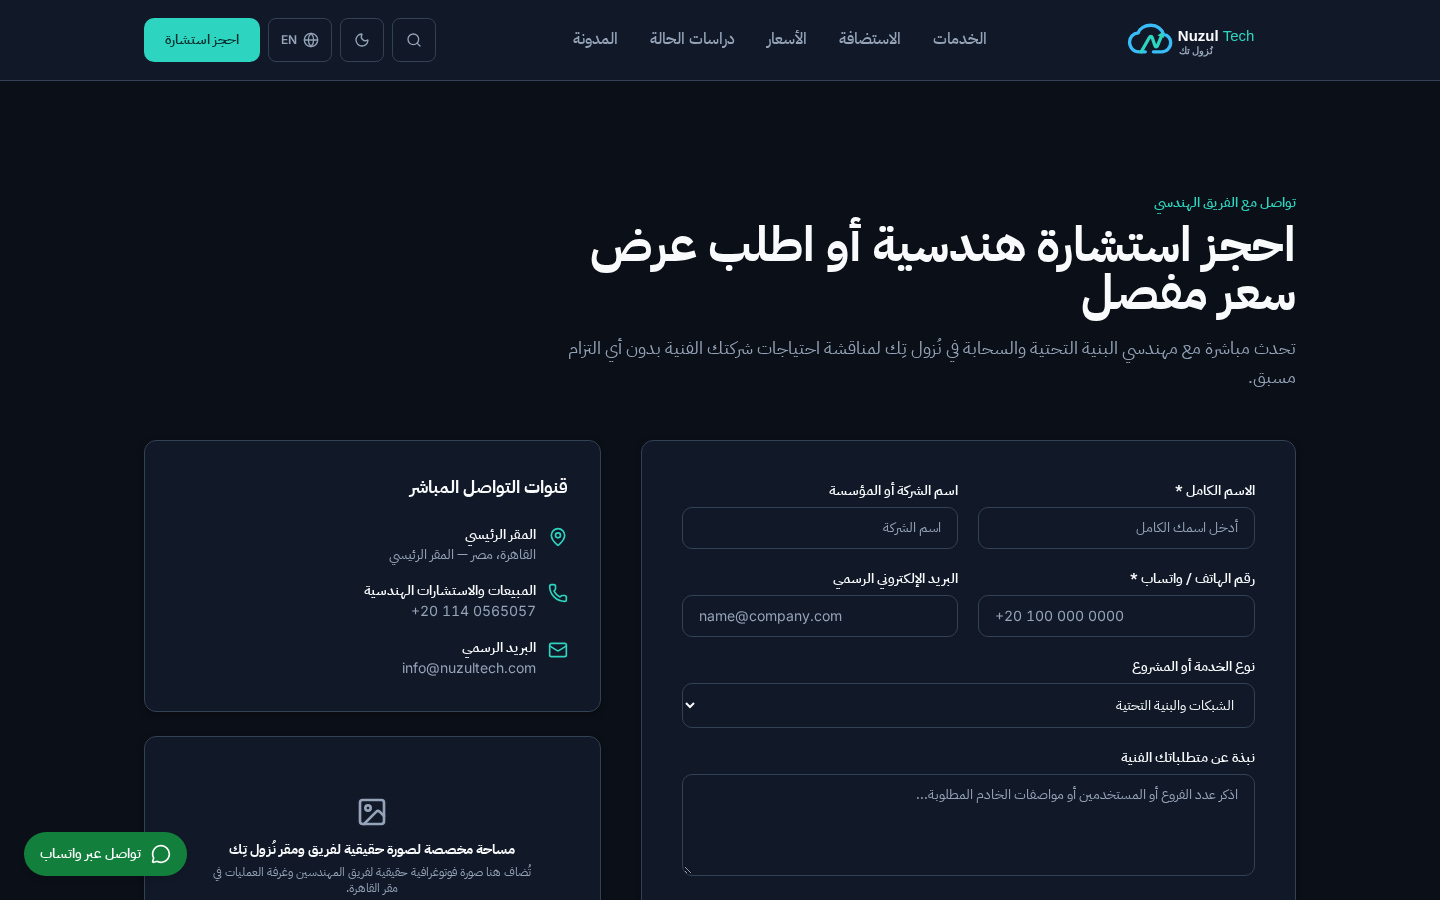 Nuzul Tech
نُزول تك
الخدمات
الاستضافة
الأسعار
دراسات الحالة
المدونة
EN
احجز استشارة
تواصل مع الفريق الهندسي
احجز استشارة هندسية أو اطلب عرض
سعر مفصل
تحدث مباشرة مع مهندسي البنية التحتية والسحابة في نُزول تِك لمناقشة احتياجات شركتك الفنية بدون أي التزام
مسبق.
الاسم الكامل *
أدخل اسمك الكامل
اسم الشركة أو المؤسسة
اسم الشركة
رقم الهاتف / واتساب *
+20 100 000 0000
البريد الإلكتروني الرسمي
name@company.com
نوع الخدمة أو المشروع
الشبكات والبنية التحتية
نبذة عن متطلباتك الفنية
اذكر عدد الفروع أو المستخدمين أو مواصفات الخادم المطلوبة...
قنوات التواصل المباشر
المقر الرئيسي
القاهرة، مصر — المقر الرئيسي
المبيعات والاستشارات الهندسية
+20 114 0565057
البريد الرسمي
info@nuzultech.com
مساحة مخصصة لصورة حقيقية لفريق ومقر نُزول تِك
تُضاف هنا صورة فوتوغرافية حقيقية لفريق المهندسين وغرفة العمليات في
مقر القاهرة.
تواصل عبر واتساب